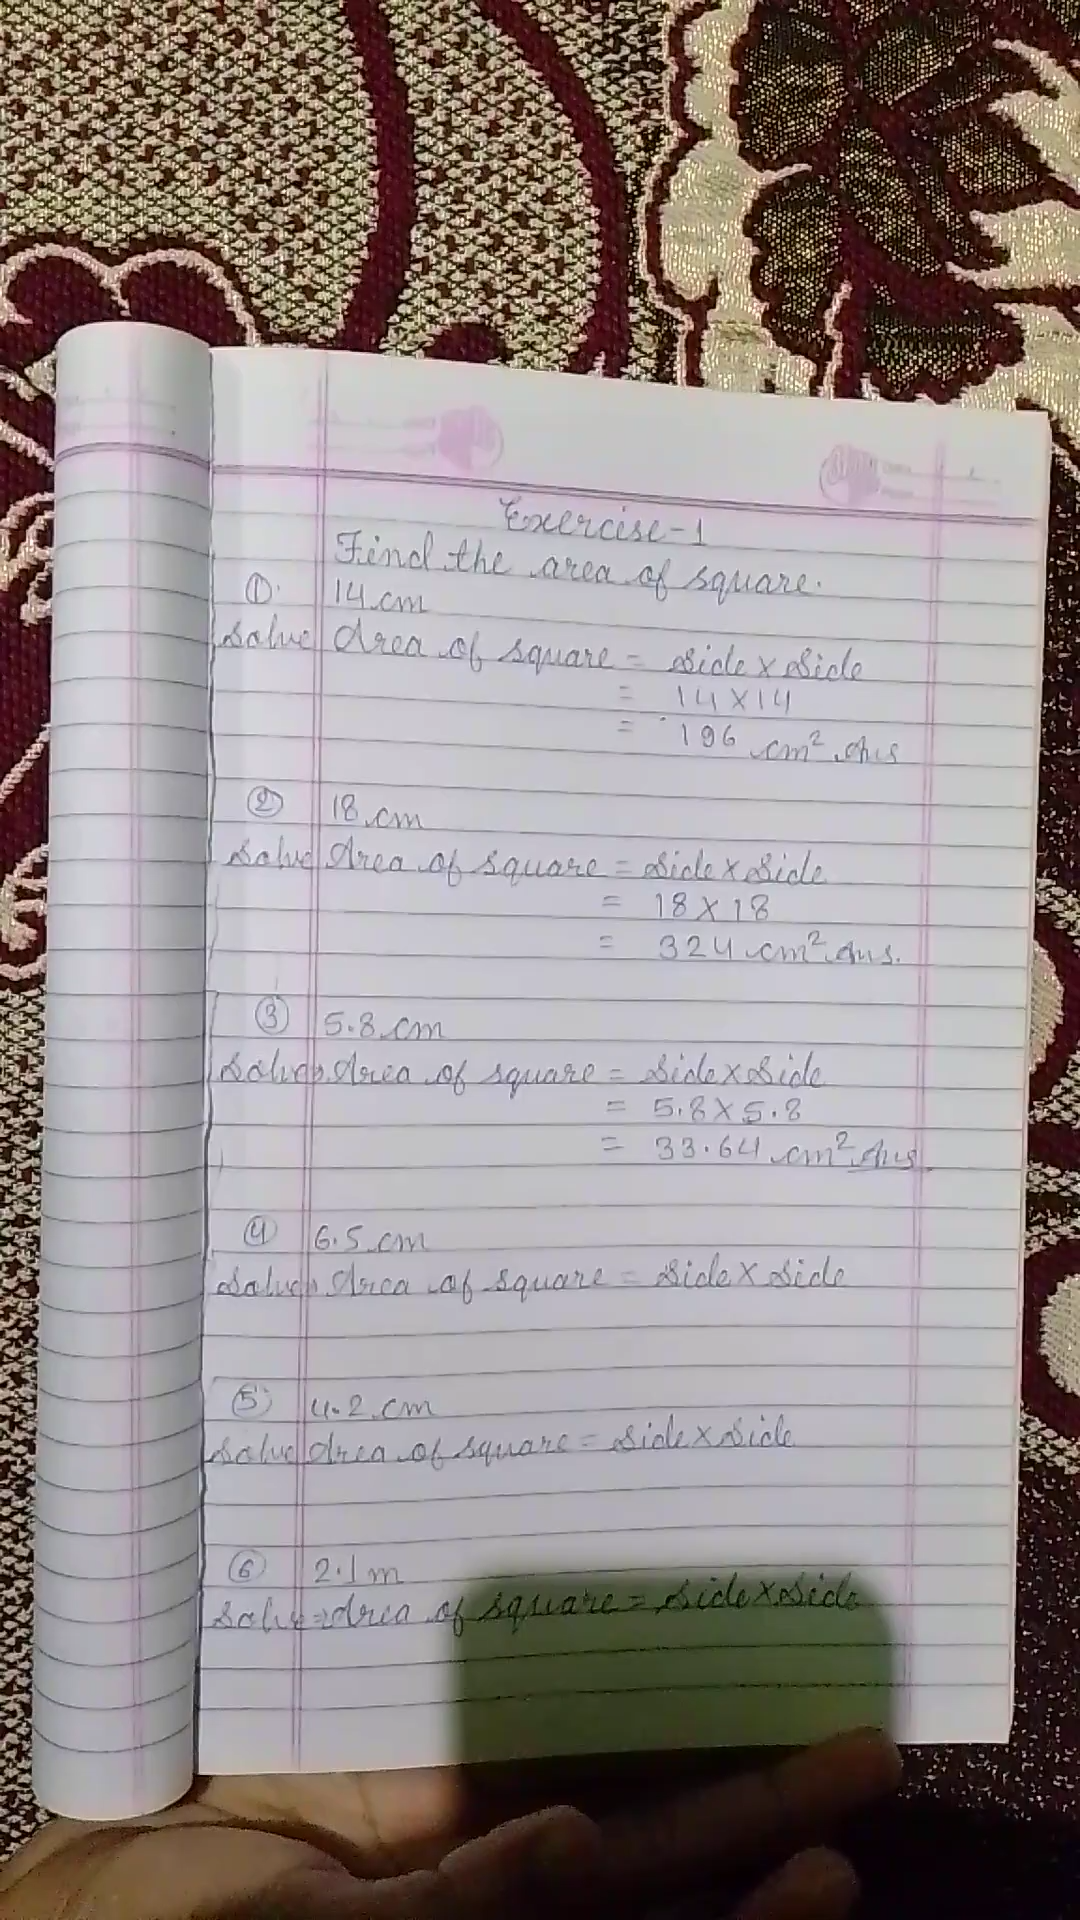 Exercise-1
Find the area of square.
① 14 cm
Solve Area of square = side × side
= 14 × 14
= 196 cm² Ans
② 18 cm
Solve Area of square = side × side
= 18 × 18
= 324 cm² Ans.
③ 5.8 cm
Solve Area of square = side × side
= 5.8 × 5.8
= 33.64 cm² Ans.
④ 6.5 cm
Solve Area of square = side × side
⑤ 4.2 cm
Solve Area of square = side × side
⑥ 2.1 m
Solve Area of square = side × side